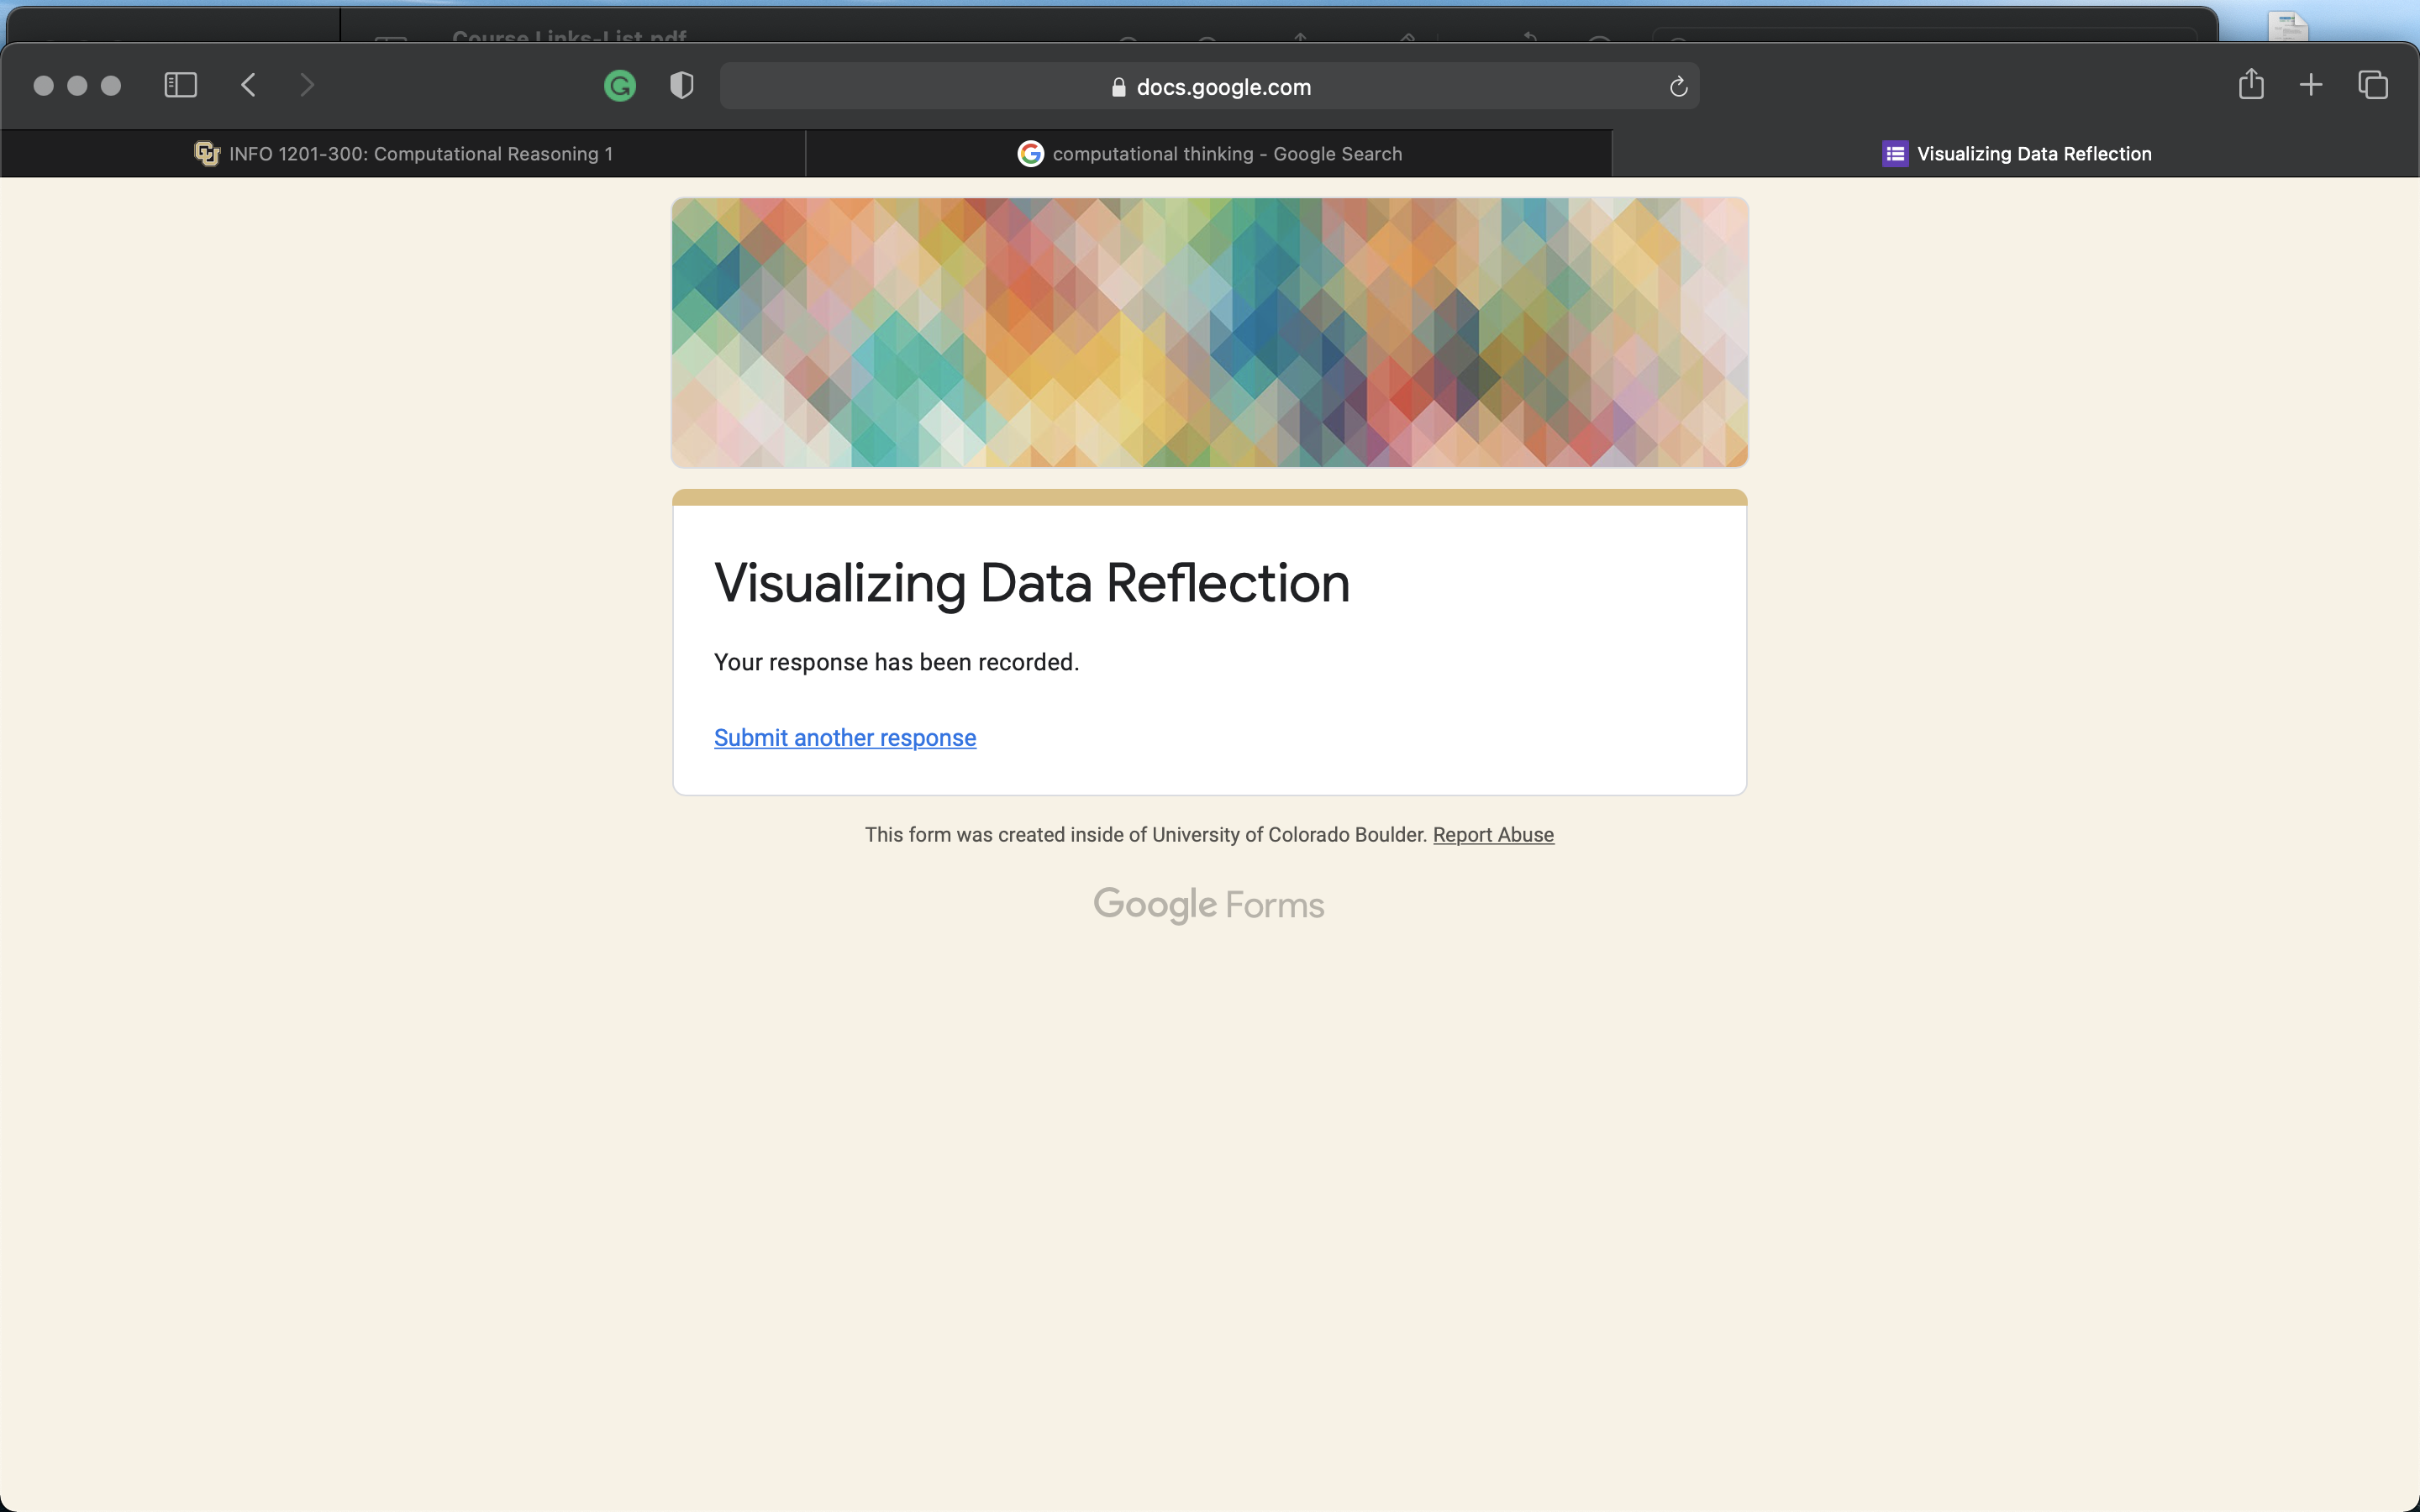 Course Links-List.pdf
docs.google.com
INFO 1201-300: Computational Reasoning 1
computational thinking - Google Search
Visualizing Data Reflection
Visualizing Data Reflection
Your response has been recorded.
Submit another response
This form was created inside of University of Colorado Boulder. Report Abuse
Google Forms